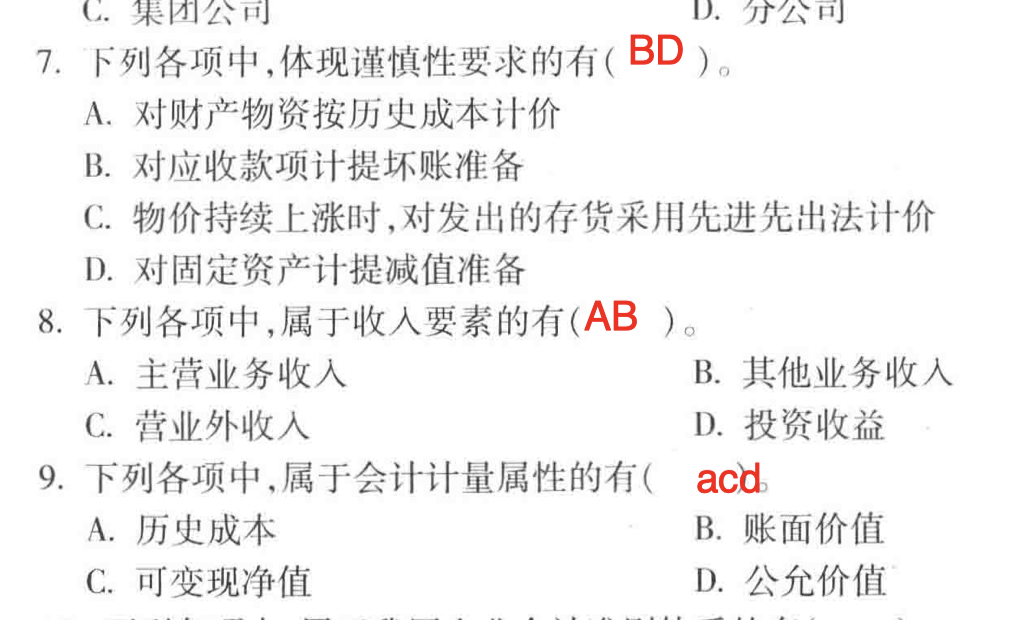 C. 集团公司 D. 分公司
7. 下列各项中,体现谨慎性要求的有( BD )。
A. 对财产物资按历史成本计价
B. 对应收款项计提坏账准备
C. 物价持续上涨时,对发出的存货采用先进先出法计价
D. 对固定资产计提减值准备
8. 下列各项中,属于收入要素的有(AB )。
A. 主营业务收入 B. 其他业务收入
C. 营业外收入 D. 投资收益
9. 下列各项中,属于会计计量属性的有( acd )。
A. 历史成本 B. 账面价值
C. 可变现净值 D. 公允价值